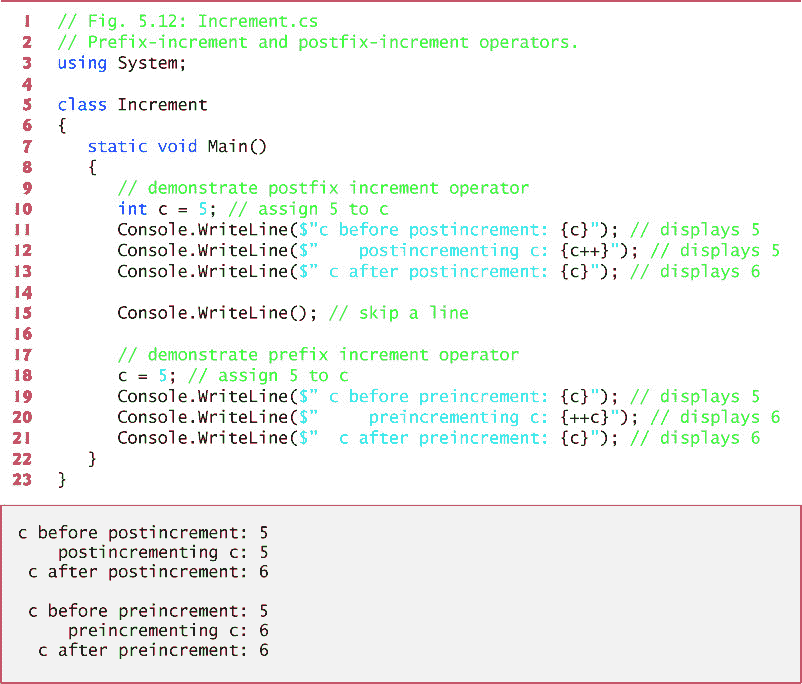 1 // Fig. 5.12: Increment.cs
2 // Prefix-increment and postfix-increment operators.
3 using System;
4
5 class Increment
6 {
7    static void Main()
8    {
9       // demonstrate postfix increment operator
10       int c = 5; // assign 5 to c
11       Console.WriteLine($"c before postincrement: {c}"); // displays 5
12       Console.WriteLine($"    postincrementing c: {c++}"); // displays 5
13       Console.WriteLine($" c after postincrement: {c}"); // displays 6
14
15       Console.WriteLine(); // skip a line
16
17       // demonstrate prefix increment operator
18       c = 5; // assign 5 to c
19       Console.WriteLine($" c before preincrement: {c}"); // displays 5
20       Console.WriteLine($"     preincrementing c: {++c}"); // displays 6
21       Console.WriteLine($"  c after preincrement: {c}"); // displays 6
22    }
23 }
c before postincrement: 5
    postincrementing c: 5
 c after postincrement: 6

 c before preincrement: 5
     preincrementing c: 6
  c after preincrement: 6